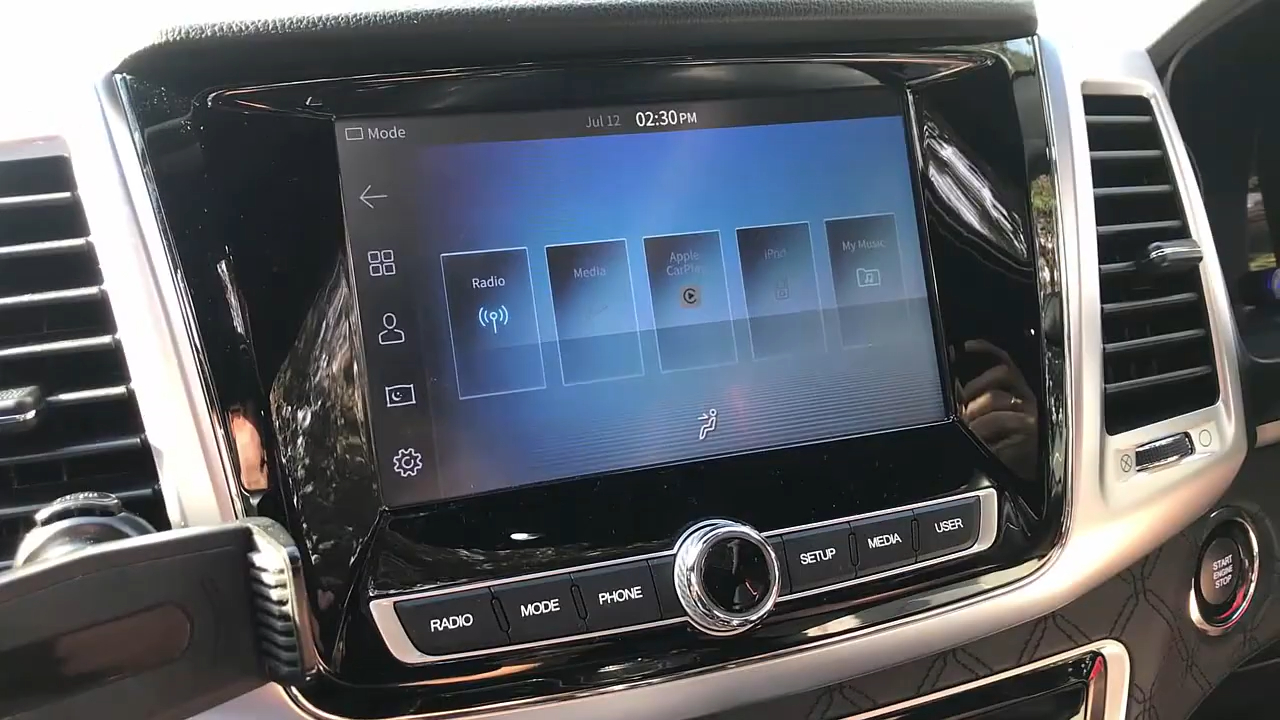 Mode
Jul 12 02:30 PM
Radio
Media
Apple
CarPlay
iPod
My Music
RADIO
MODE
PHONE
SETUP
MEDIA
USER
START
ENGINE
STOP